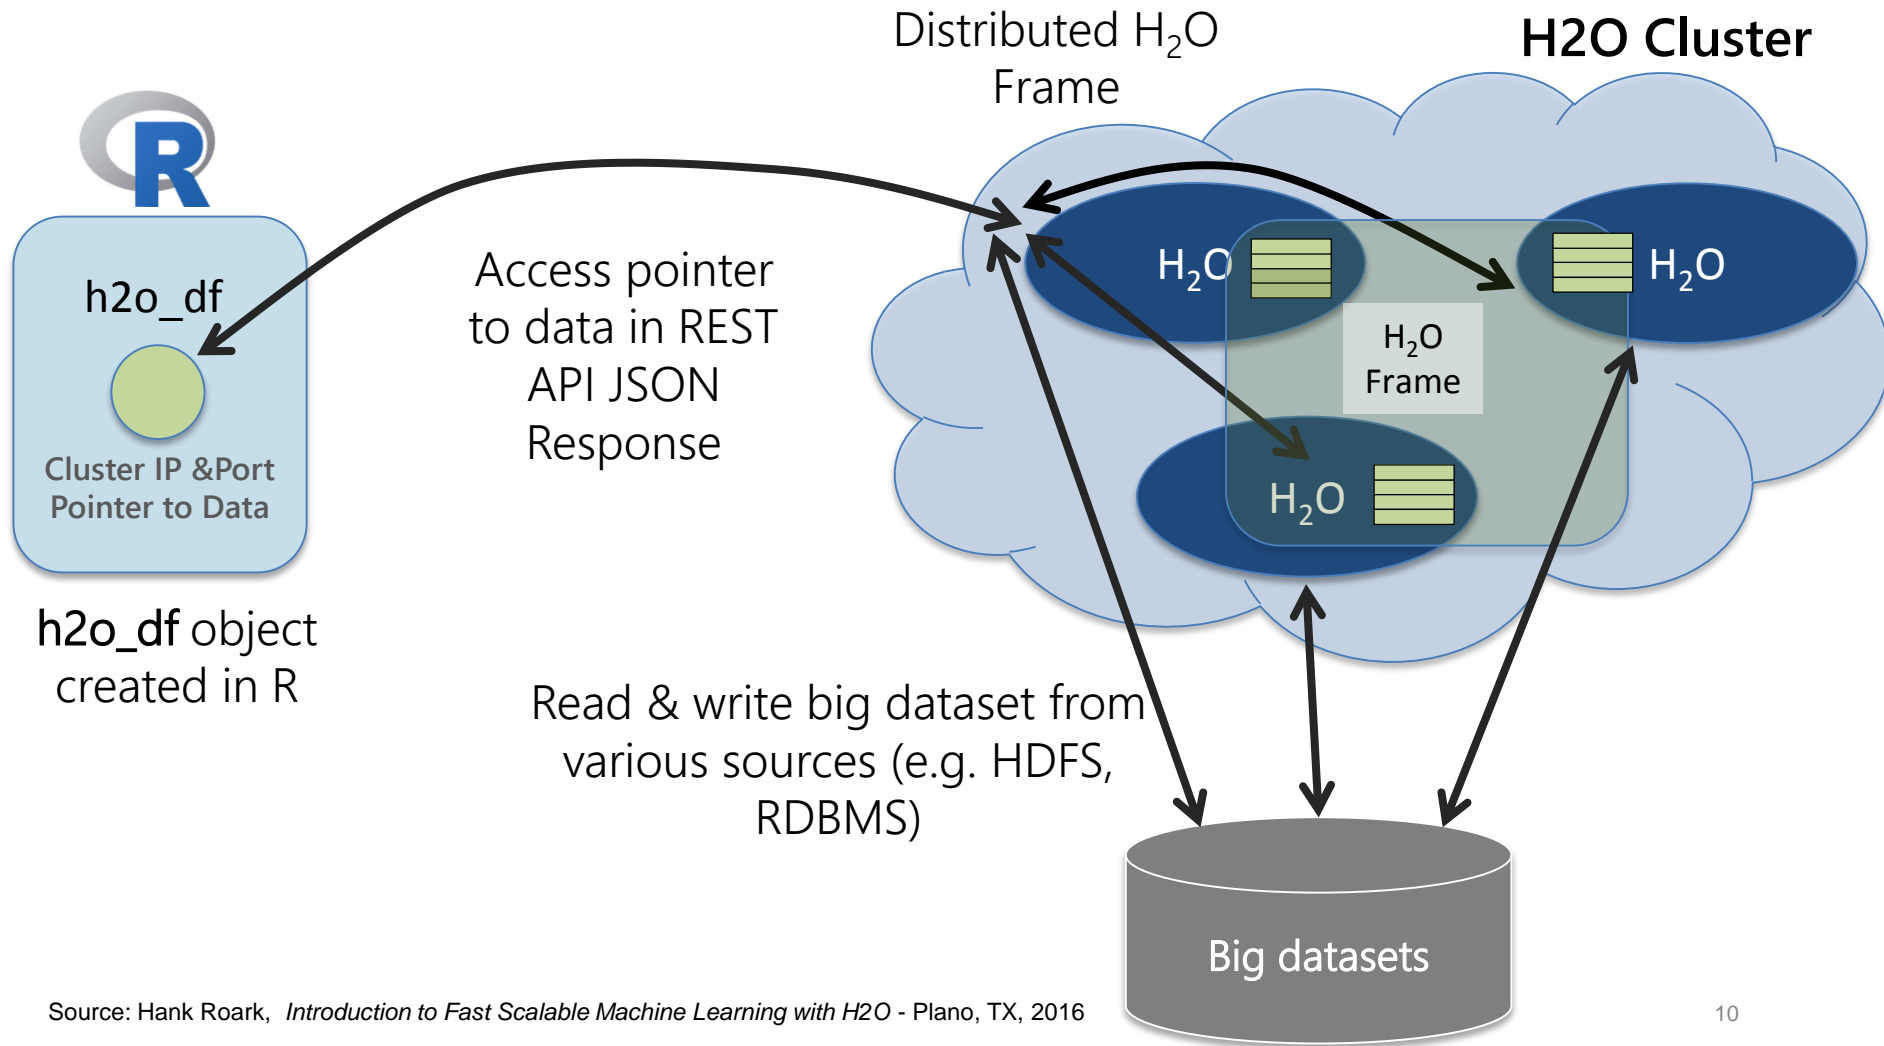 Distributed H₂O
Frame
H2O Cluster
R
h2o_df
Cluster IP &Port
Pointer to Data
h2o_df object
created in R
Access pointer
to data in REST
API JSON
Response
H₂O
H₂O
H₂O
Frame
H₂O
Read & write big dataset from
various sources (e.g. HDFS,
RDBMS)
Big datasets
Source: Hank Roark, Introduction to Fast Scalable Machine Learning with H2O - Plano, TX, 2016
10